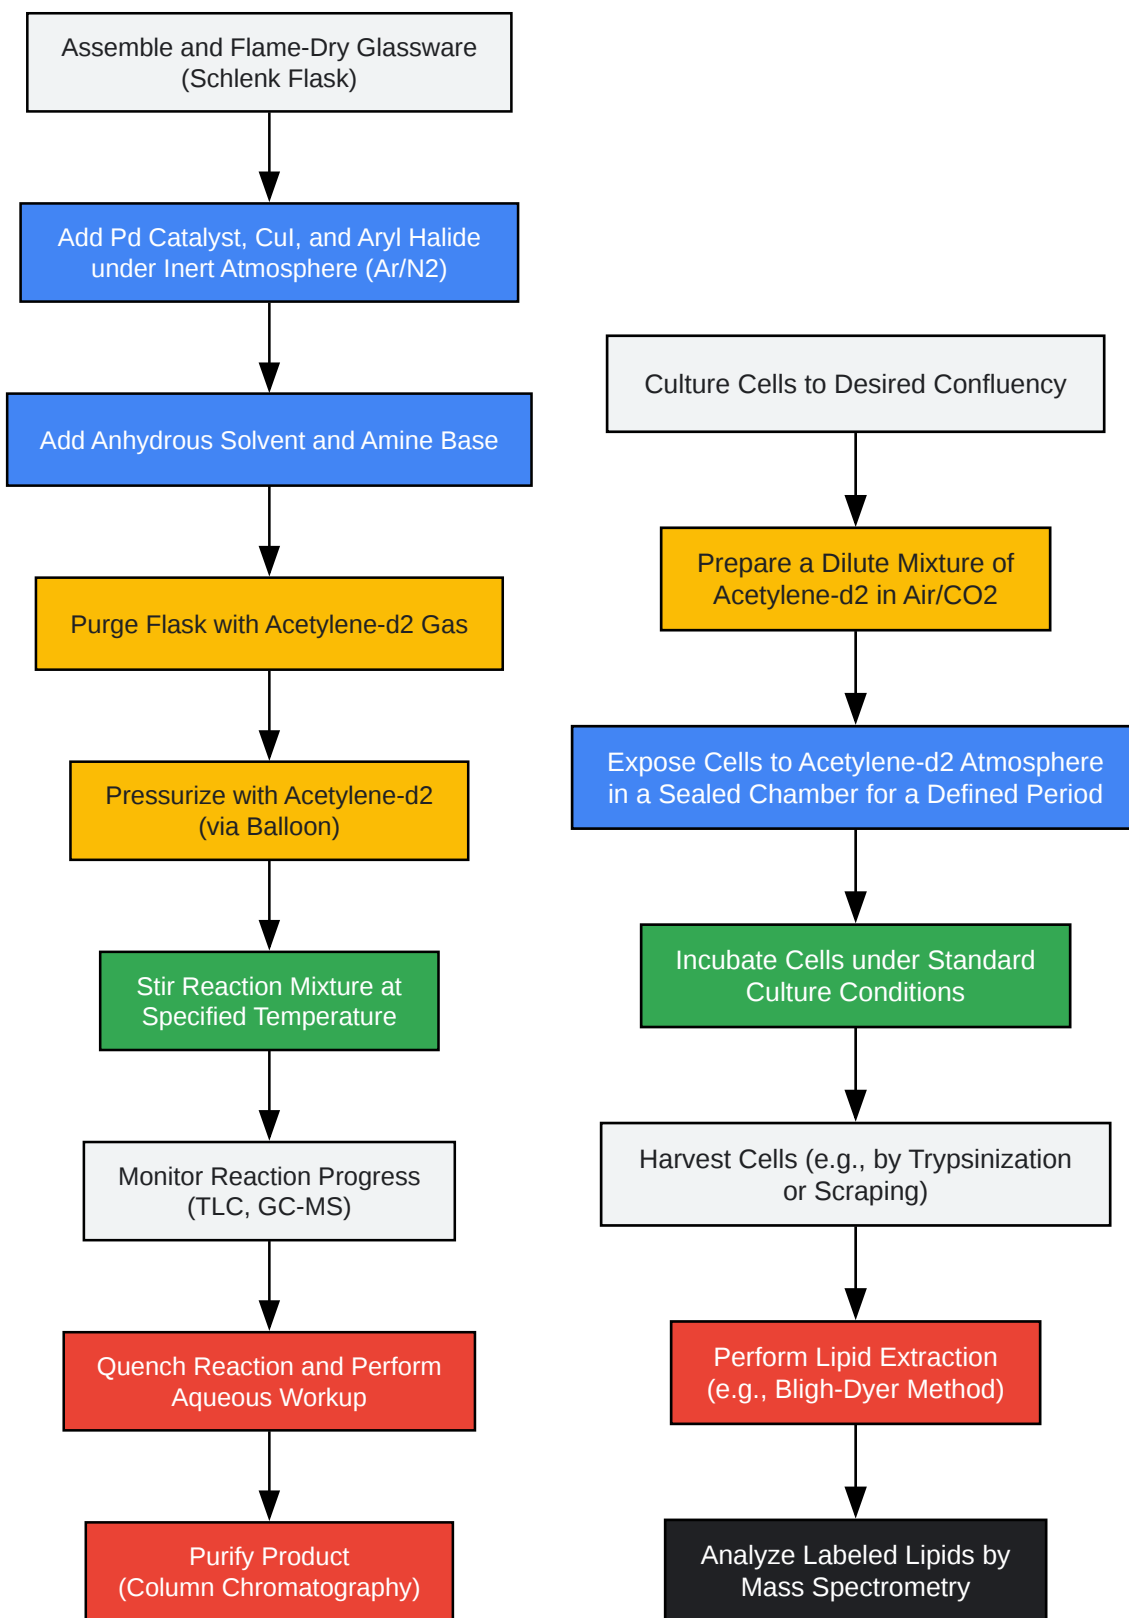 Assemble and Flame-Dry Glassware
(Schlenk Flask)
Add Pd Catalyst, CuI, and Aryl Halide
under Inert Atmosphere (Ar/N2)
Add Anhydrous Solvent and Amine Base
Purge Flask with Acetylene-d2 Gas
Pressurize with Acetylene-d2
(via Balloon)
Stir Reaction Mixture at
Specified Temperature
Monitor Reaction Progress
(TLC, GC-MS)
Quench Reaction and Perform
Aqueous Workup
Purify Product
(Column Chromatography)
Culture Cells to Desired Confluency
Prepare a Dilute Mixture of
Acetylene-d2 in Air/CO2
Expose Cells to Acetylene-d2 Atmosphere
in a Sealed Chamber for a Defined Period
Incubate Cells under Standard
Culture Conditions
Harvest Cells (e.g., by Trypsinization
or Scraping)
Perform Lipid Extraction
(e.g., Bligh-Dyer Method)
Analyze Labeled Lipids by
Mass Spectrometry